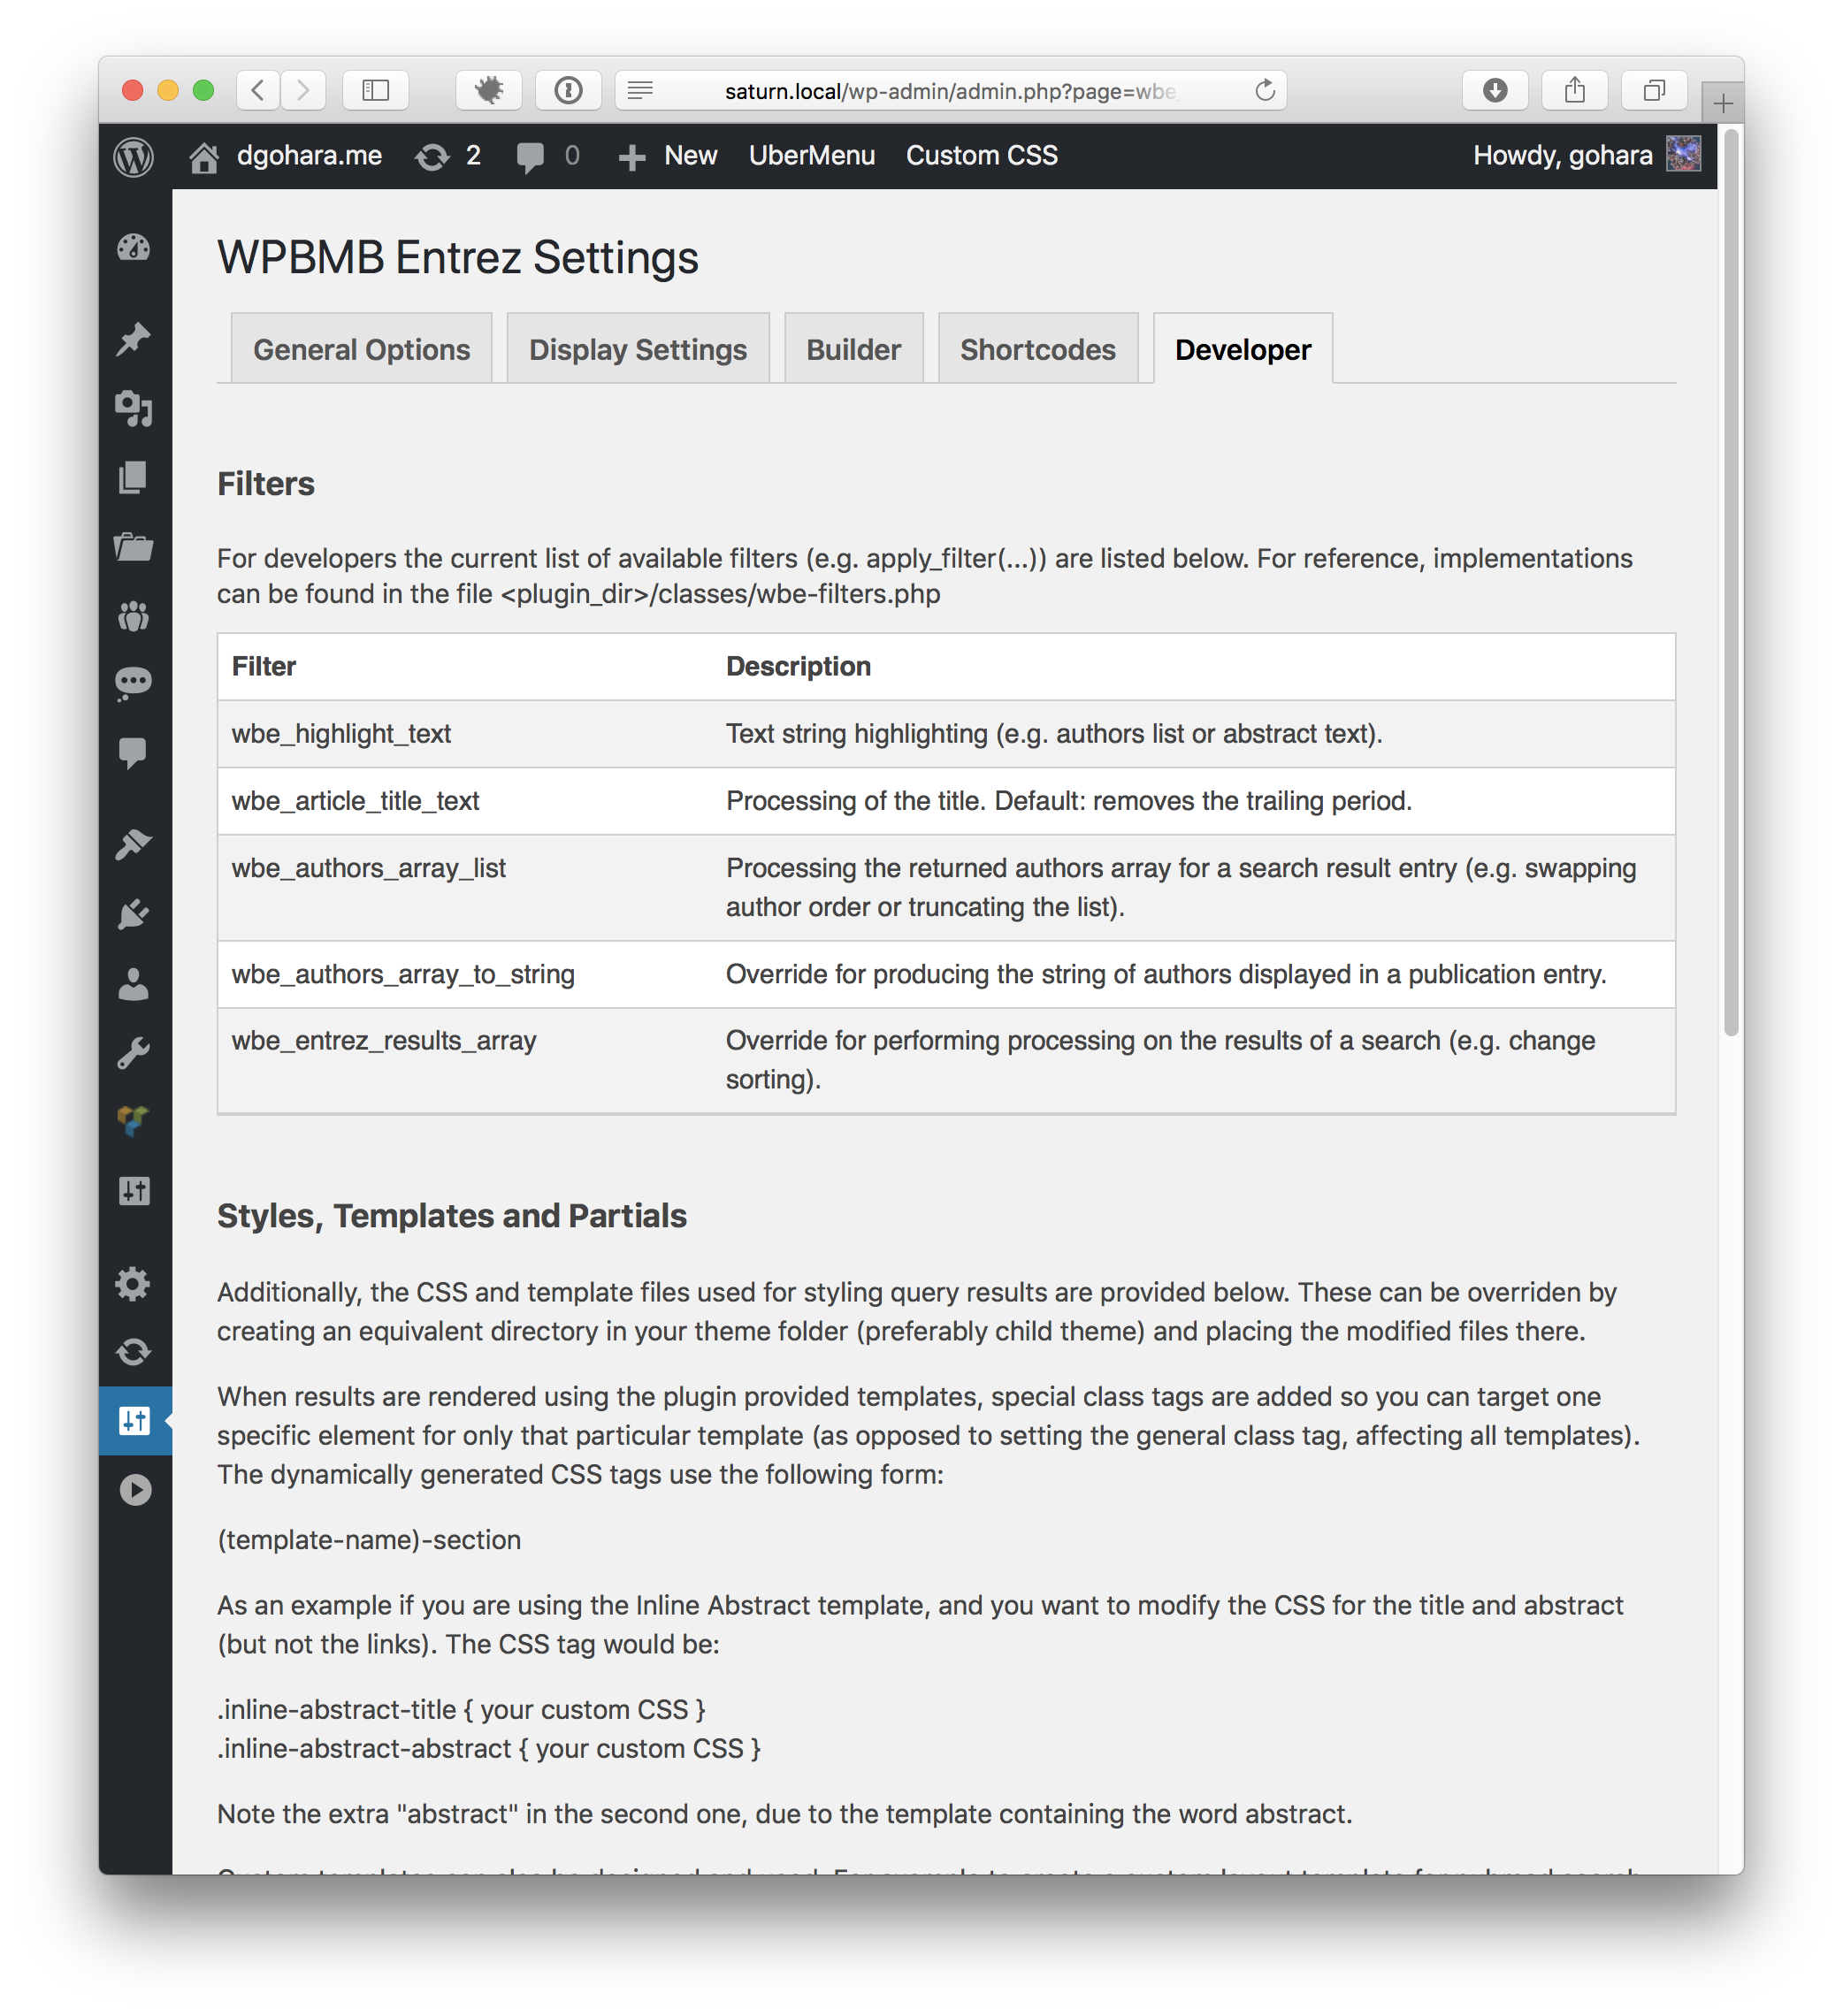 saturn.local/wp-admin/admin.php?page=wbe_
dgohara.me 2 0 New UberMenu Custom CSS Howdy, gohara
WPBMB Entrez Settings
General Options Display Settings Builder Shortcodes Developer
Filters
For developers the current list of available filters (e.g. apply_filter(...)) are listed below. For reference, implementations
can be found in the file <plugin_dir>/classes/wbe-filters.php
Filter Description
wbe_highlight_text Text string highlighting (e.g. authors list or abstract text).
wbe_article_title_text Processing of the title. Default: removes the trailing period.
wbe_authors_array_list Processing the returned authors array for a search result entry (e.g. swapping
author order or truncating the list).
wbe_authors_array_to_string Override for producing the string of authors displayed in a publication entry.
wbe_entrez_results_array Override for performing processing on the results of a search (e.g. change
sorting).
Styles, Templates and Partials
Additionally, the CSS and template files used for styling query results are provided below. These can be overriden by
creating an equivalent directory in your theme folder (preferably child theme) and placing the modified files there.
When results are rendered using the plugin provided templates, special class tags are added so you can target one
specific element for only that particular template (as opposed to setting the general class tag, affecting all templates).
The dynamically generated CSS tags use the following form:
(template-name)-section
As an example if you are using the Inline Abstract template, and you want to modify the CSS for the title and abstract
(but not the links). The CSS tag would be:
.inline-abstract-title { your custom CSS }
.inline-abstract-abstract { your custom CSS }
Note the extra "abstract" in the second one, due to the template containing the word abstract.